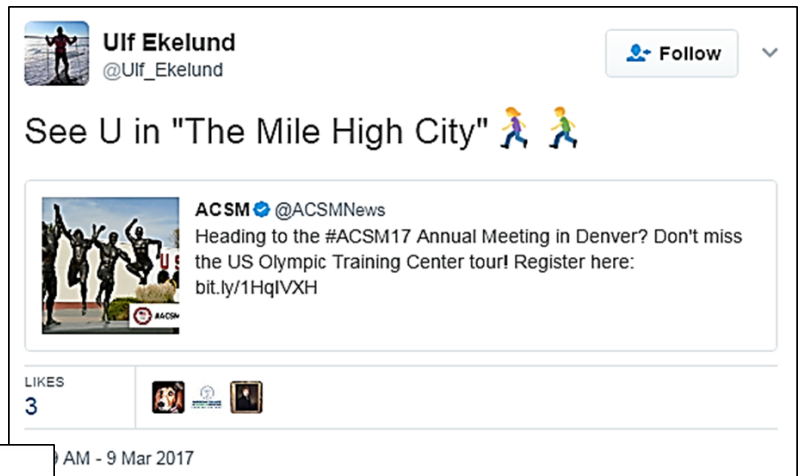 Ulf Ekelund
@Ulf_Ekelund
Follow
See U in "The Mile High City"
ACSM @ACSMNews
Heading to the #ACSM17 Annual Meeting in Denver? Don't miss
the US Olympic Training Center tour! Register here:
bit.ly/1HqIVXH
U S
ACSM
LIKES
3
AM - 9 Mar 2017